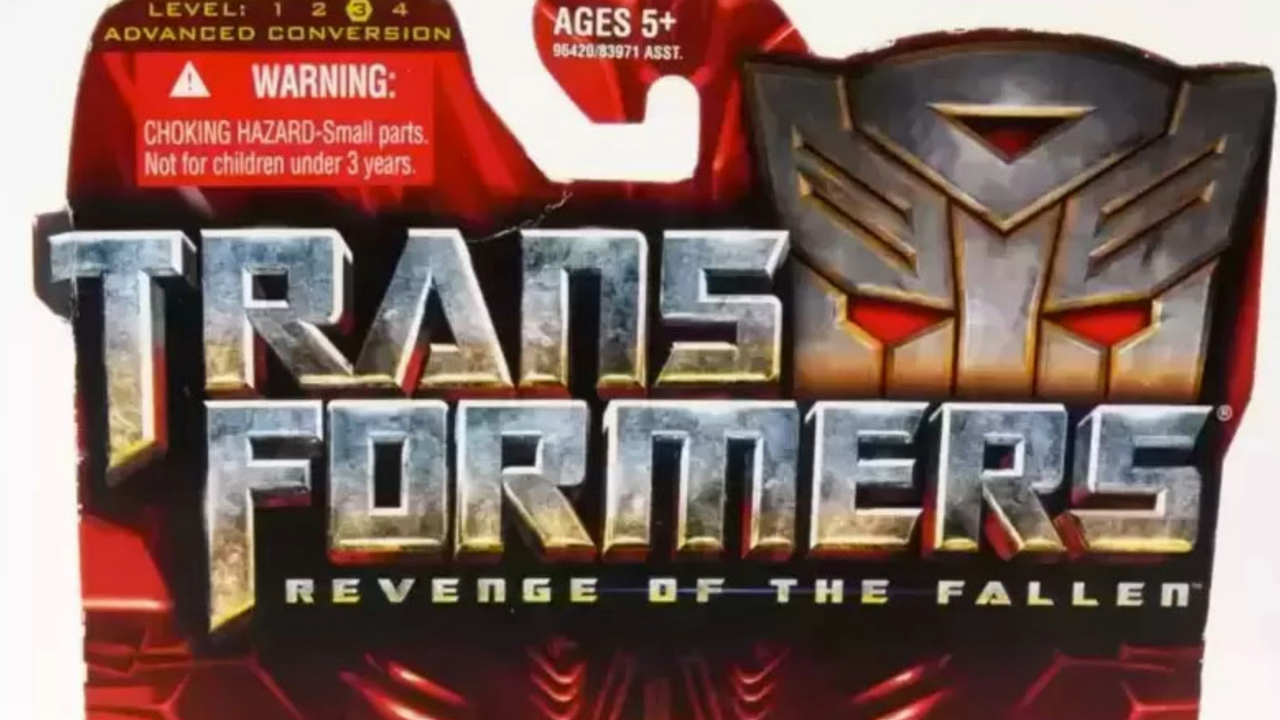 LEVEL: 1 2 3 4
ADVANCED CONVERSION
WARNING:
CHOKING HAZARD-Small parts.
Not for children under 3 years.
AGES 5+
96420/83971 ASST.
TRANS
FORMERS®
REVENGE OF THE FALLEN™